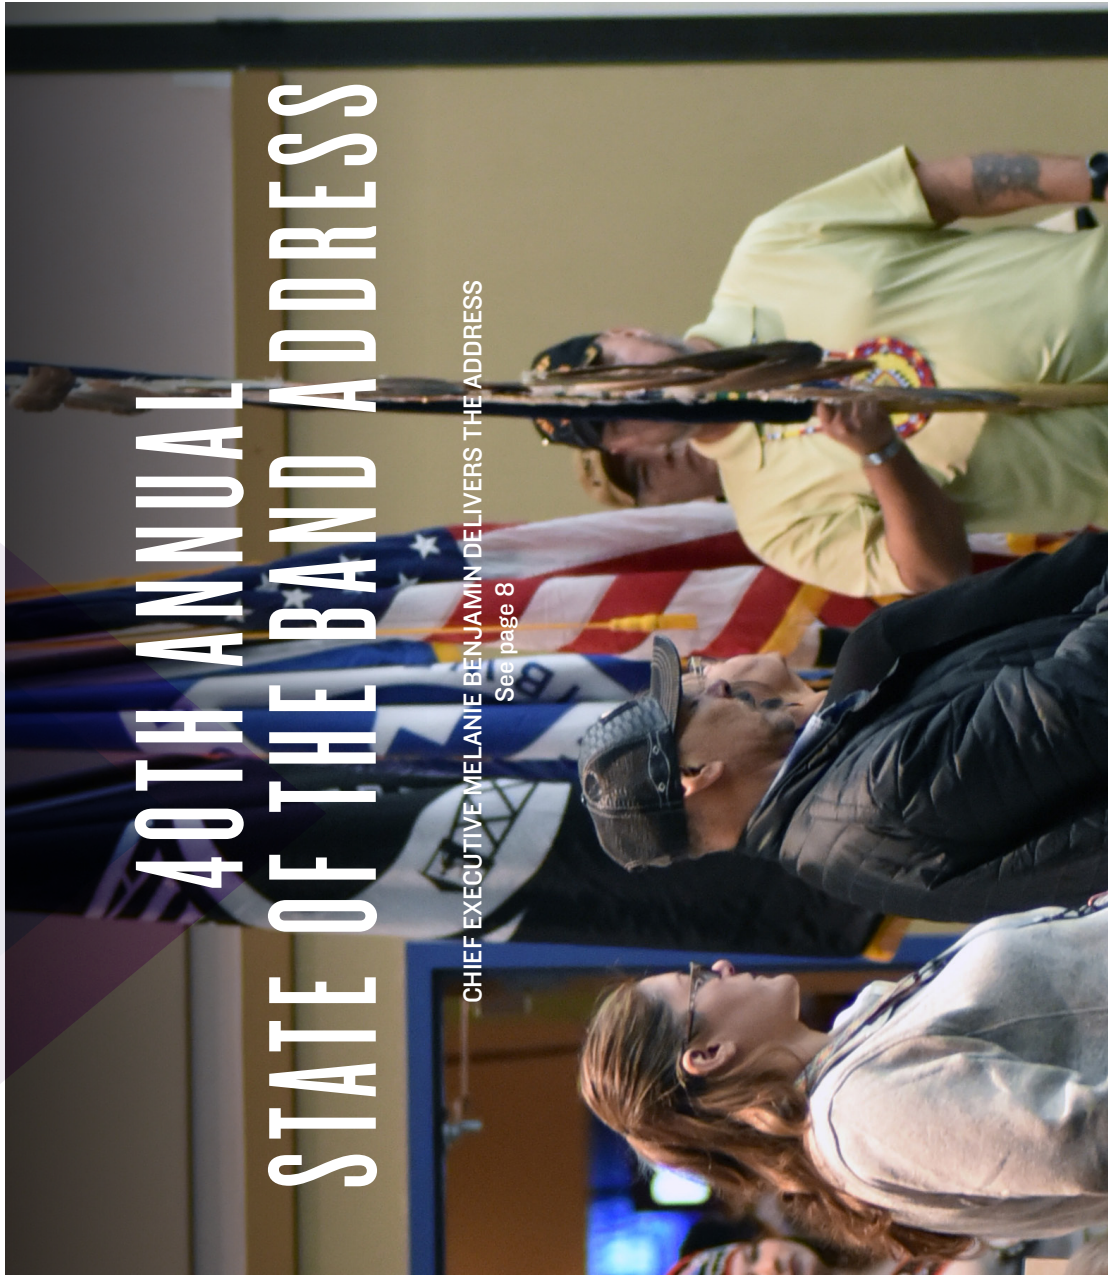 40TH ANNUAL
STATE OF THE BAND ADDRESS
CHIEF EXECUTIVE MELANIE BENJAMIN DELIVERS THE ADDRESS
See page 8